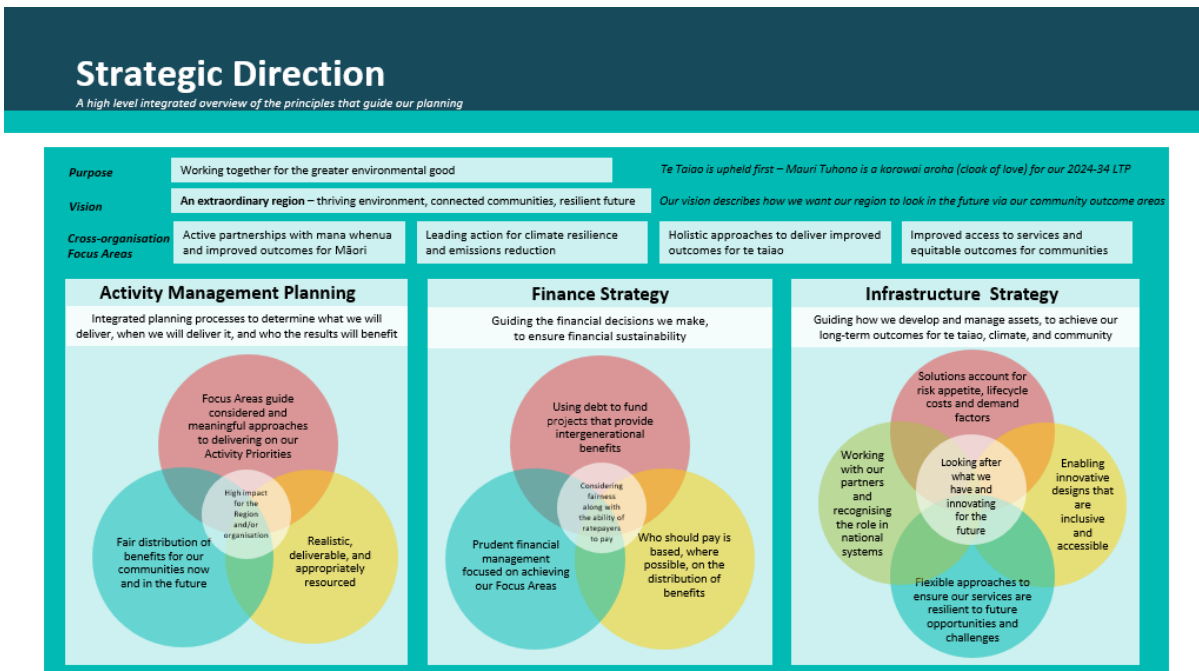 Strategic Direction
A high level integrated overview of the principles that guide our planning
Purpose
Working together for the greater environmental good
Te Taiao is upheld first – Mauri Tuhono is a korowai aroha (cloak of love) for our 2024-34 LTP
Vision
An extraordinary region – thriving environment, connected communities, resilient future
Our vision describes how we want our region to look in the future via our community outcome areas
Cross-organisation
Focus Areas
Active partnerships with mana whenua
and improved outcomes for Māori
Leading action for climate resilience
and emissions reduction
Holistic approaches to deliver improved
outcomes for te taiao
Improved access to services and
equitable outcomes for communities
Activity Management Planning
Integrated planning processes to determine what we will
deliver, when we will deliver it, and who the results will benefit
Focus Areas guide
considered and
meaningful approaches
to delivering on our
Activity Priorities
High impact
for the
Region
and/or
organisation
Fair distribution of
benefits for our
communities now
and in the future
Realistic,
deliverable, and
appropriately
resourced
Finance Strategy
Guiding the financial decisions we make,
to ensure financial sustainability
Using debt to fund
projects that provide
intergenerational
benefits
Considering
fairness
along with
the ability of
ratepayers
to pay
Prudent financial
management
focused on achieving
our Focus Areas
Who should pay is
based, where
possible, on the
distribution of
benefits
Infrastructure Strategy
Guiding how we develop and manage assets, to achieve our
long-term outcomes for te taiao, climate, and community
Solutions account for
risk appetite, lifecycle
costs and demand
factors
Working
with our
partners
and
recognising
the role in
national
systems
Looking after
what we
have and
innovating
for the
future
Enabling
innovative
designs that
are
inclusive
and
accessible
Flexible approaches to
ensure our services are
resilient to future
opportunities and
challenges